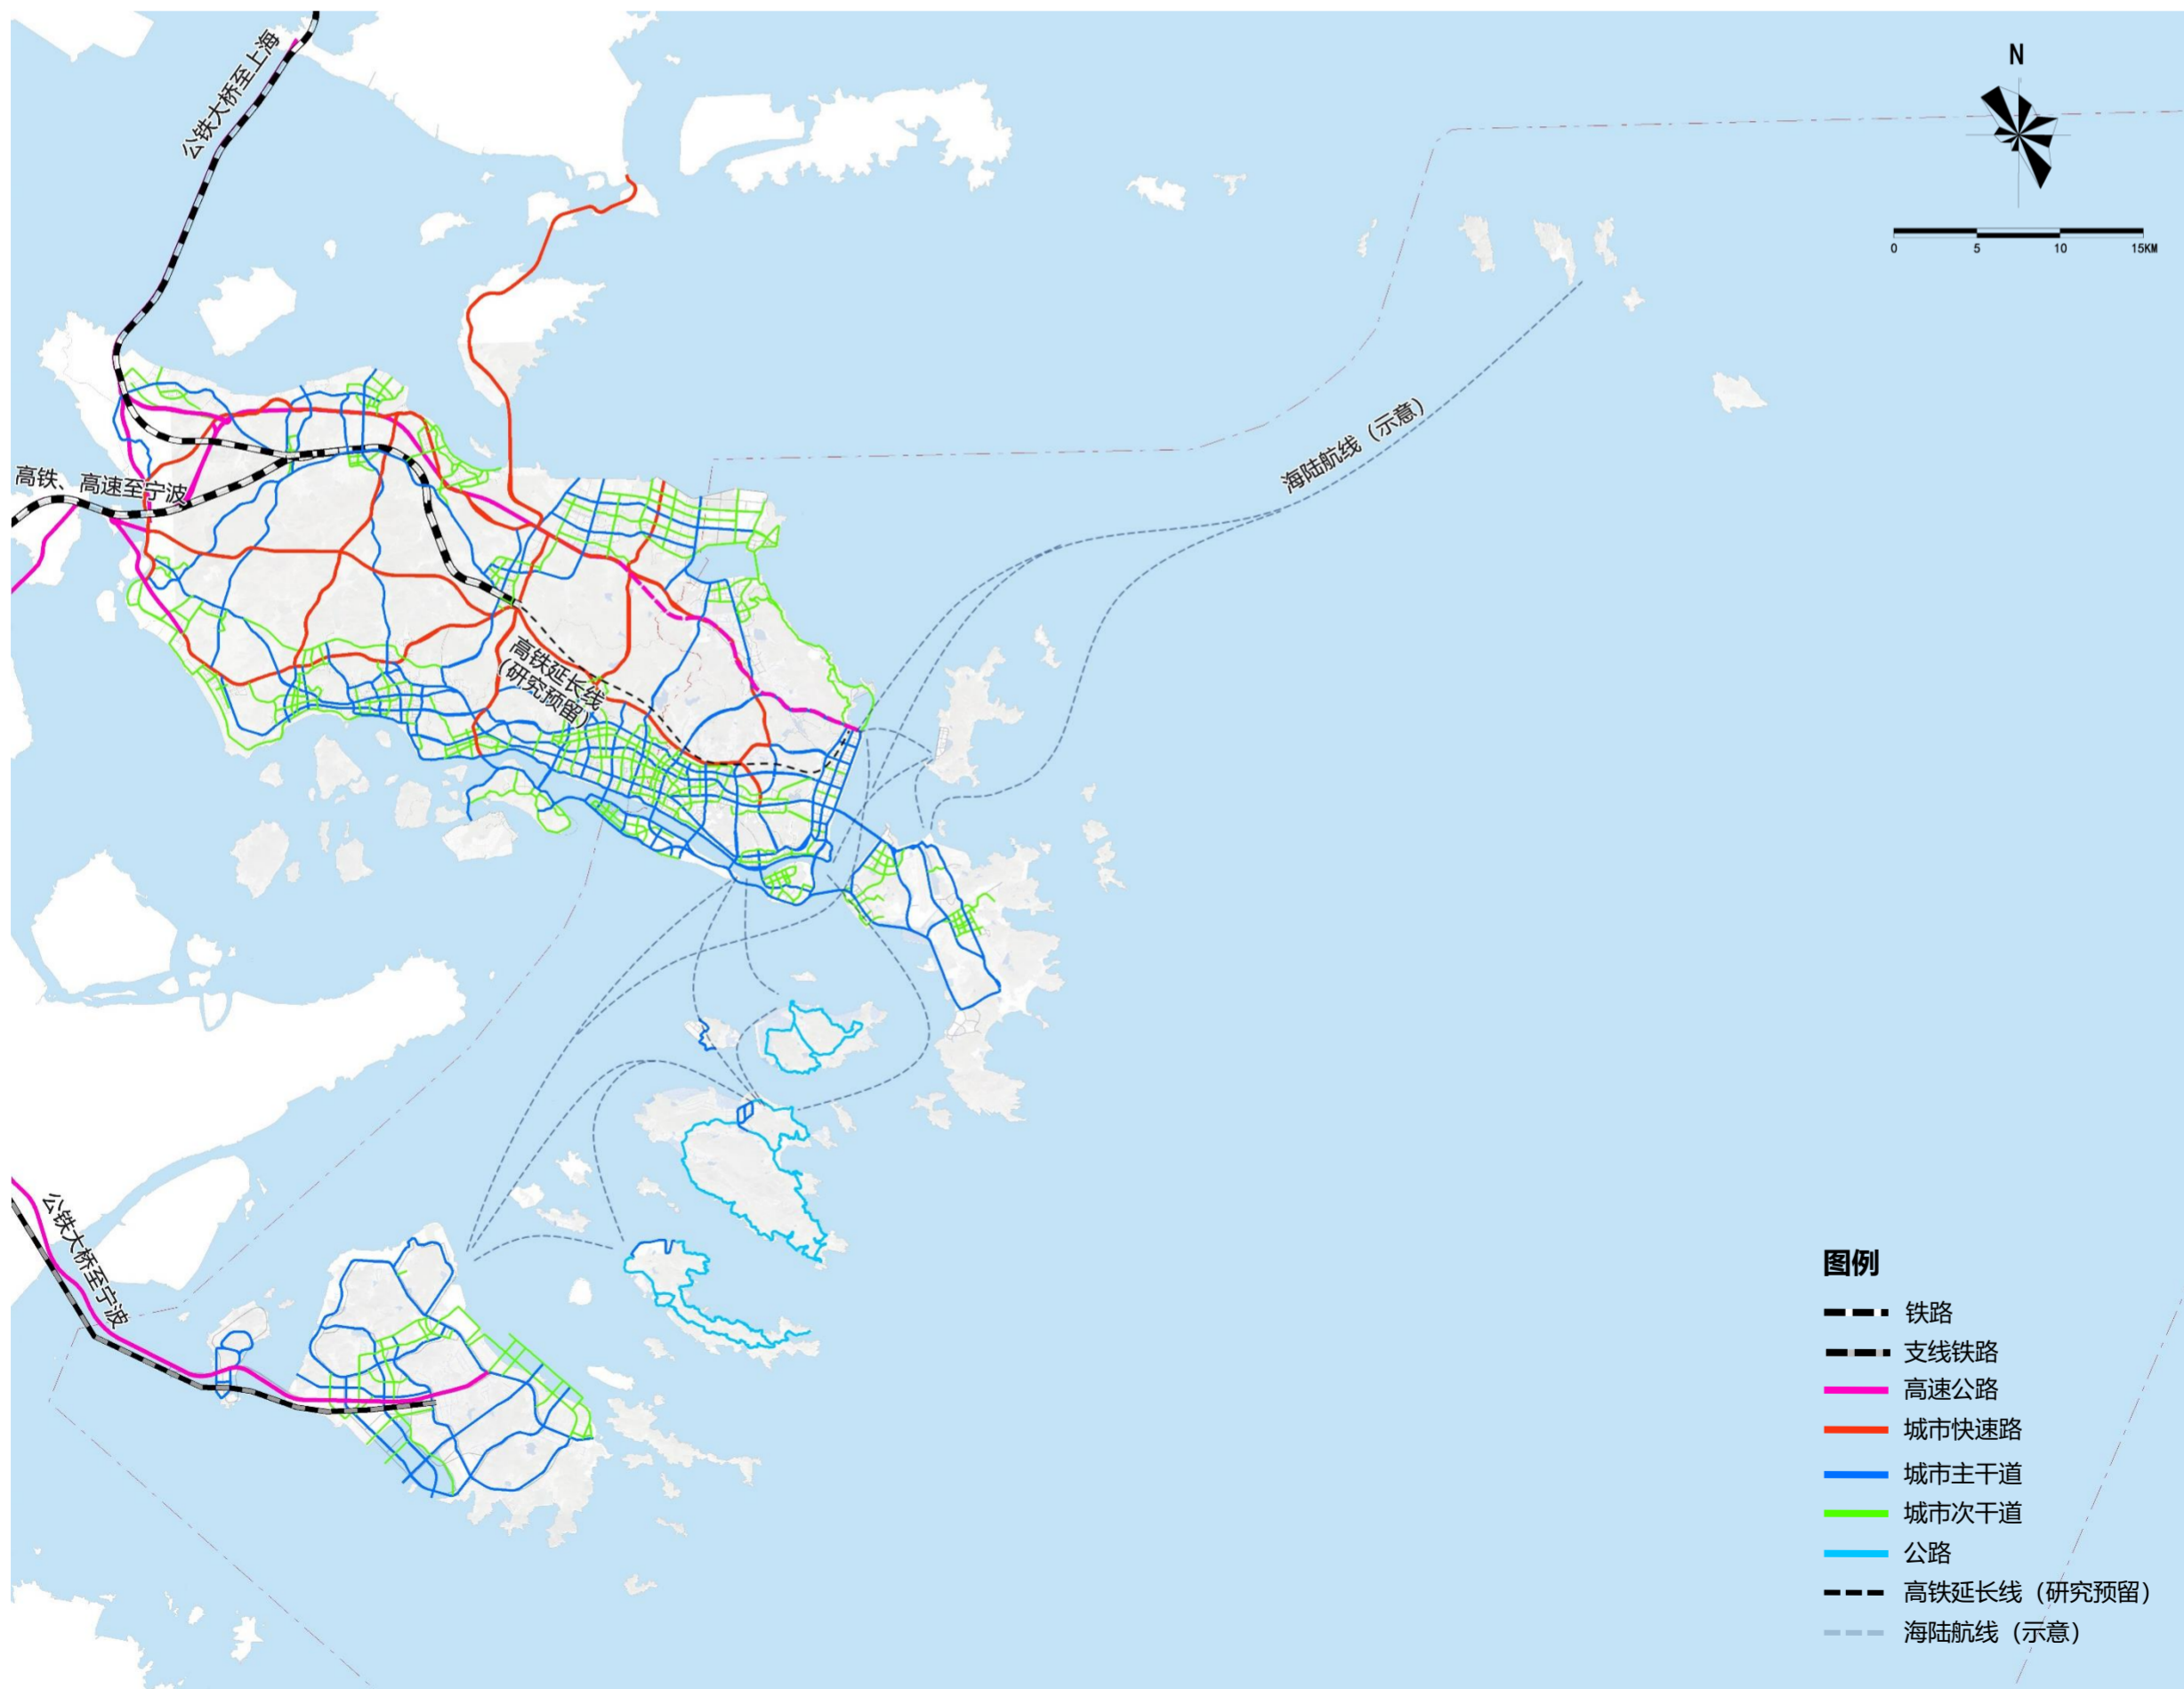 公铁大桥至上海
N
0 5 10 15KM
海陆航线（示意）
高铁、高速至宁波
高铁延长线
（研究预留）
公铁大桥至宁波
图例
铁路
支线铁路
高速公路
城市快速路
城市主干道
城市次干道
公路
高铁延长线（研究预留）
海陆航线（示意）